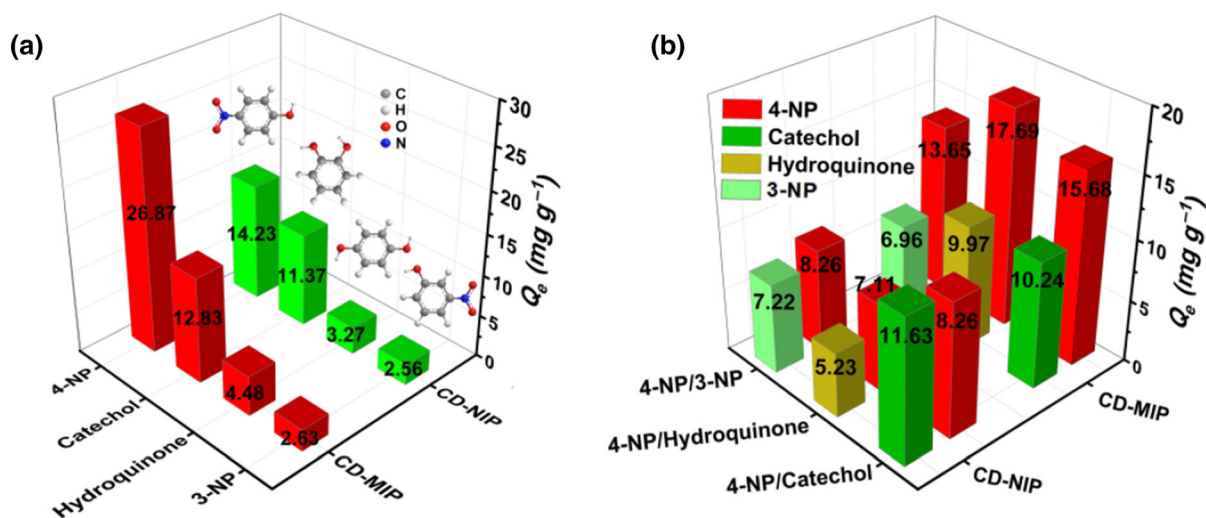 (a)
C
H
O
N
30
25
20
15
10
5
0
Qe (mg g−1)
26.87
12.83
4.48
2.63
14.23
11.37
3.27
2.56
4-NP
Catechol
Hydroquinone
3-NP
CD-NIP
CD-MIP
(b)
4-NP
Catechol
Hydroquinone
3-NP
20
15
10
5
0
Qe (mg g−1)
13.65
17.69
15.68
6.96
9.97
10.24
8.26
7.11
8.26
7.22
5.23
11.63
4-NP/3-NP
4-NP/Hydroquinone
4-NP/Catechol
CD-MIP
CD-NIP